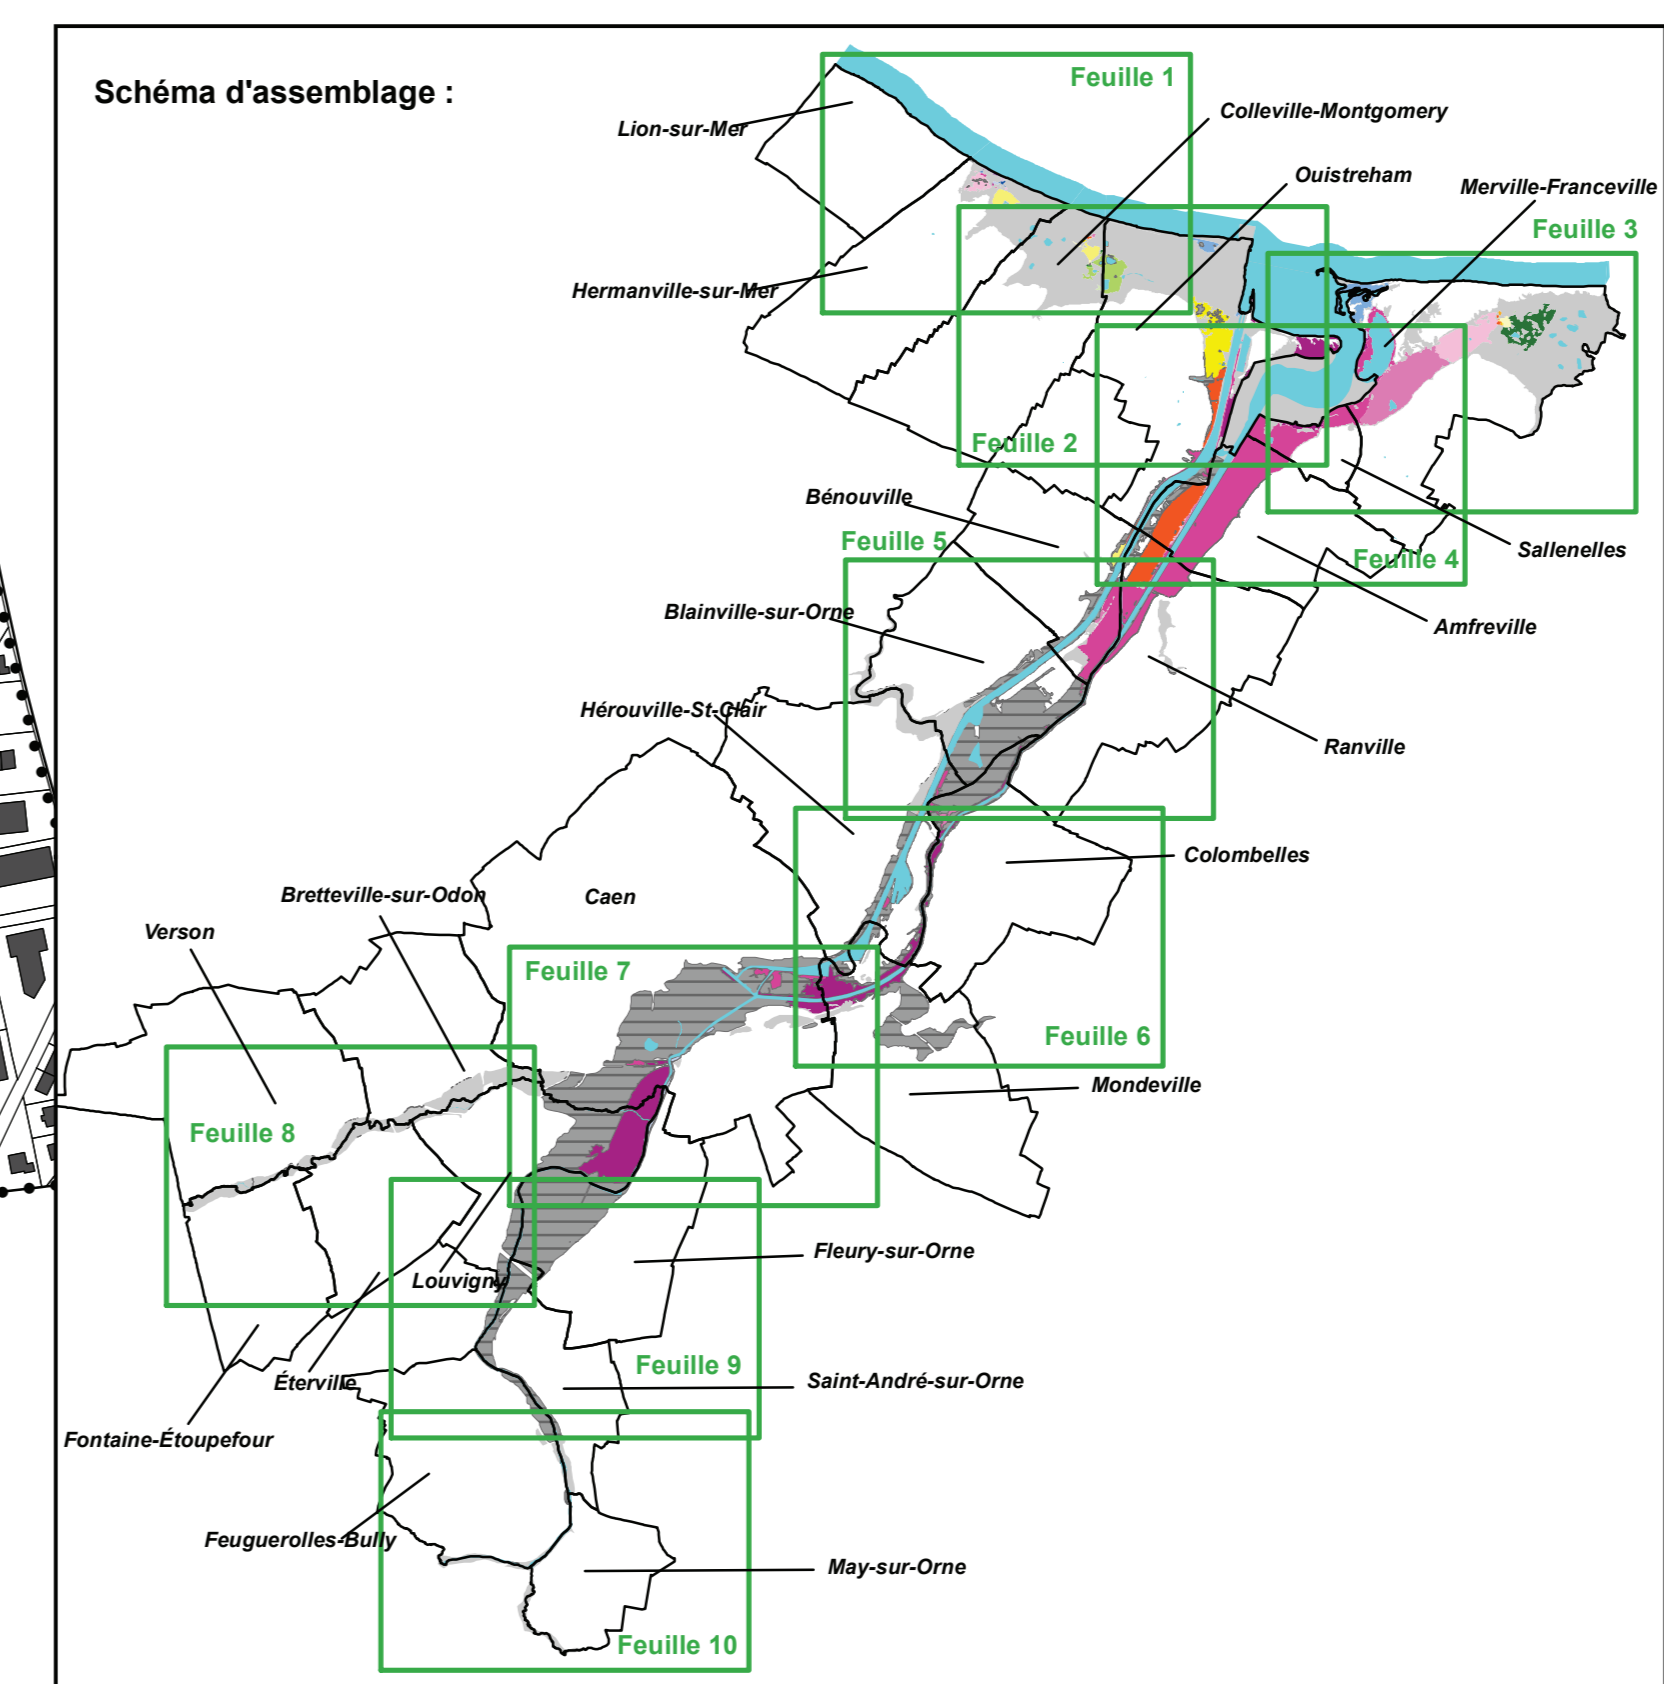 Schéma d'assemblage :
Feuille 1
Colleville-Montgomery
Lion-sur-Mer
Ouistreham
Merville-Franceville
Feuille 3
Hermanville-sur-Mer
Feuille 2
Bénouville
Feuille 5
Sallenelles
Feuille 4
Blainville-sur-Orne
Amfreville
Hérouville-St-Clair
Ranville
Colombelles
Bretteville-sur-Odon
Caen
Verson
Feuille 7
Feuille 6
Mondeville
Feuille 8
Fleury-sur-Orne
Louvigny
Feuille 9
Éterville
Saint-André-sur-Orne
Fontaine-Étoupefour
Feuguerolles-Bully
May-sur-Orne
Feuille 10